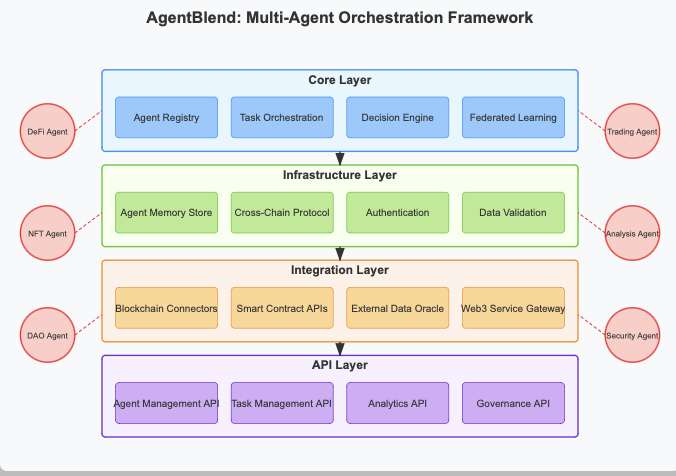 AgentBlend: Multi-Agent Orchestration Framework
Core Layer
Agent Registry
Task Orchestration
Decision Engine
Federated Learning
DeFi Agent
Trading Agent
Infrastructure Layer
Agent Memory Store
Cross-Chain Protocol
Authentication
Data Validation
NFT Agent
Analysis Agent
Integration Layer
Blockchain Connectors
Smart Contract APIs
External Data Oracle
Web3 Service Gateway
DAO Agent
Security Agent
API Layer
Agent Management API
Task Management API
Analytics API
Governance API